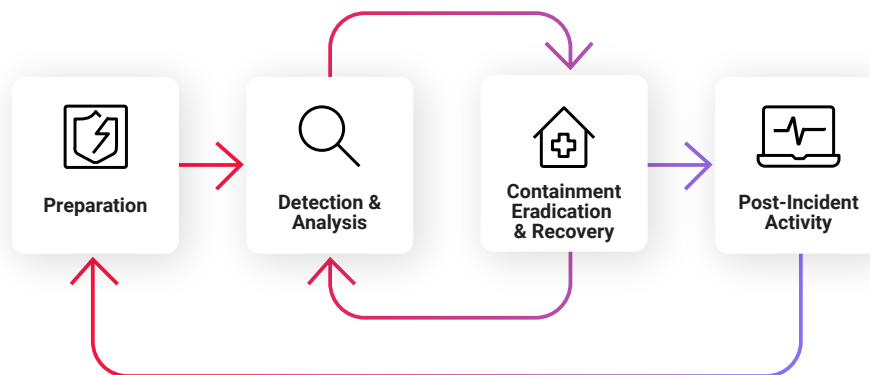 Preparation
Detection &
Analysis
Containment
Eradication
& Recovery
Post-Incident
Activity